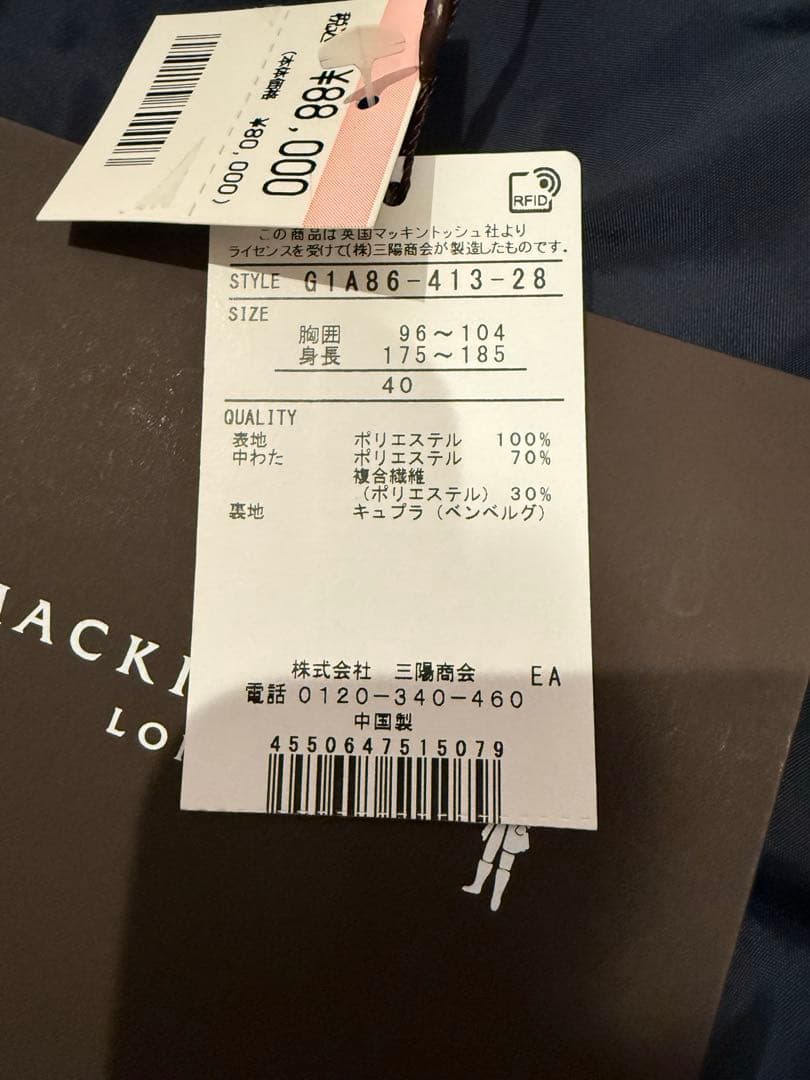 税込
¥88,000
(本体価格 ¥80,000)
RFID
この商品は英国マッキントッシュ社より
ライセンスを受けて(株)三陽商会が製造したものです.
STYLE G1A86-413-28
SIZE
胸囲 96～104
身長 175～185
40
QUALITY
表地 ポリエステル 100%
中わた ポリエステル 70%
複合繊維
(ポリエステル) 30%
裏地 キュプラ(ベンベルグ)
株式会社 三陽商会 EA
電話 0120-340-460
中国製
4550647515079
MACKI
LON